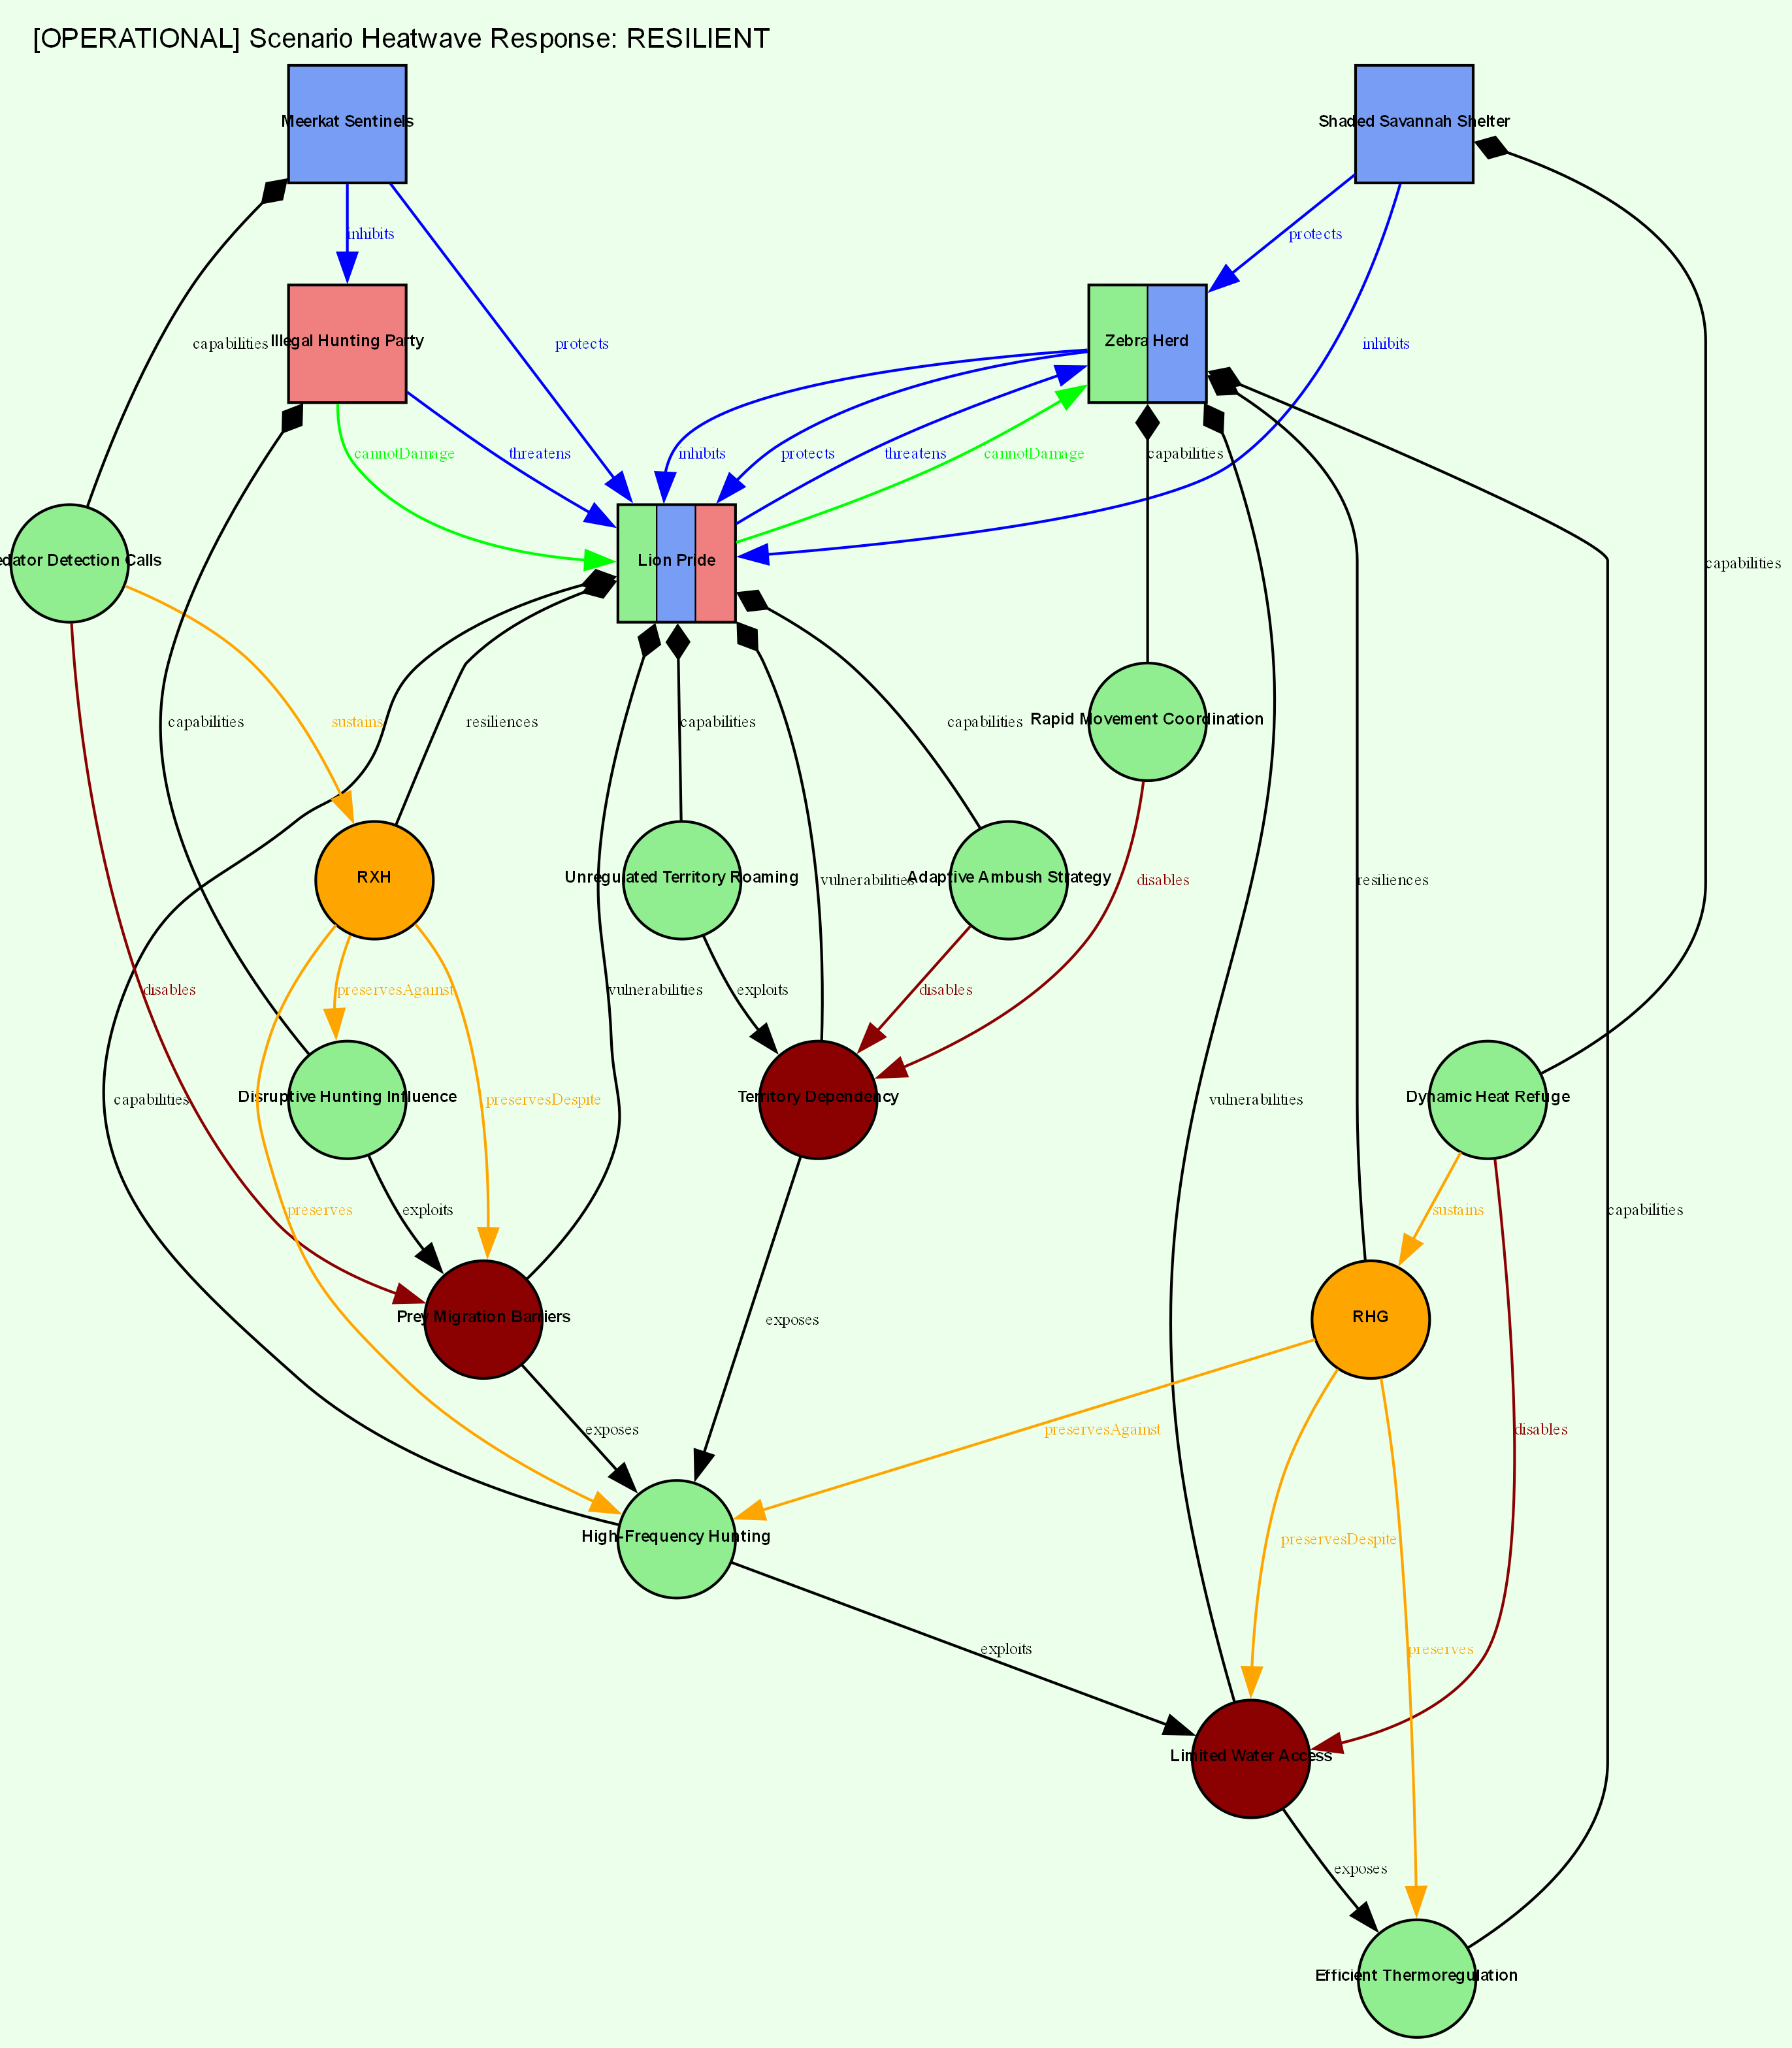 [OPERATIONAL] Scenario Heatwave Response: RESILIENT
Meerkat Sentinels
Shaded Savannah Shelter
inhibits
protects
capabilities
Illegal Hunting Party
protects
Zebra Herd
inhibits
cannotDamage
threatens
inhibits
protects
threatens
cannotDamage
capabilities
edator Detection Calls
Lion Pride
capabilities
sustains
capabilities
resiliences
capabilities
capabilities
Rapid Movement Coordination
RXH
Unregulated Territory Roaming
vulnerabilities
Adaptive Ambush Strategy
disables
resiliences
disables
preservesAgainst
vulnerabilities
exploits
disables
capabilities
Disruptive Hunting Influence
preservesDespite
Territory Dependency
vulnerabilities
Dynamic Heat Refuge
preserves
exploits
sustains
capabilities
Prey Migration Barriers
exposes
RHG
exposes
preservesAgainst
disables
High-Frequency Hunting
preservesDespite
exploits
preserves
Limited Water Access
exposes
Efficient Thermoregulation